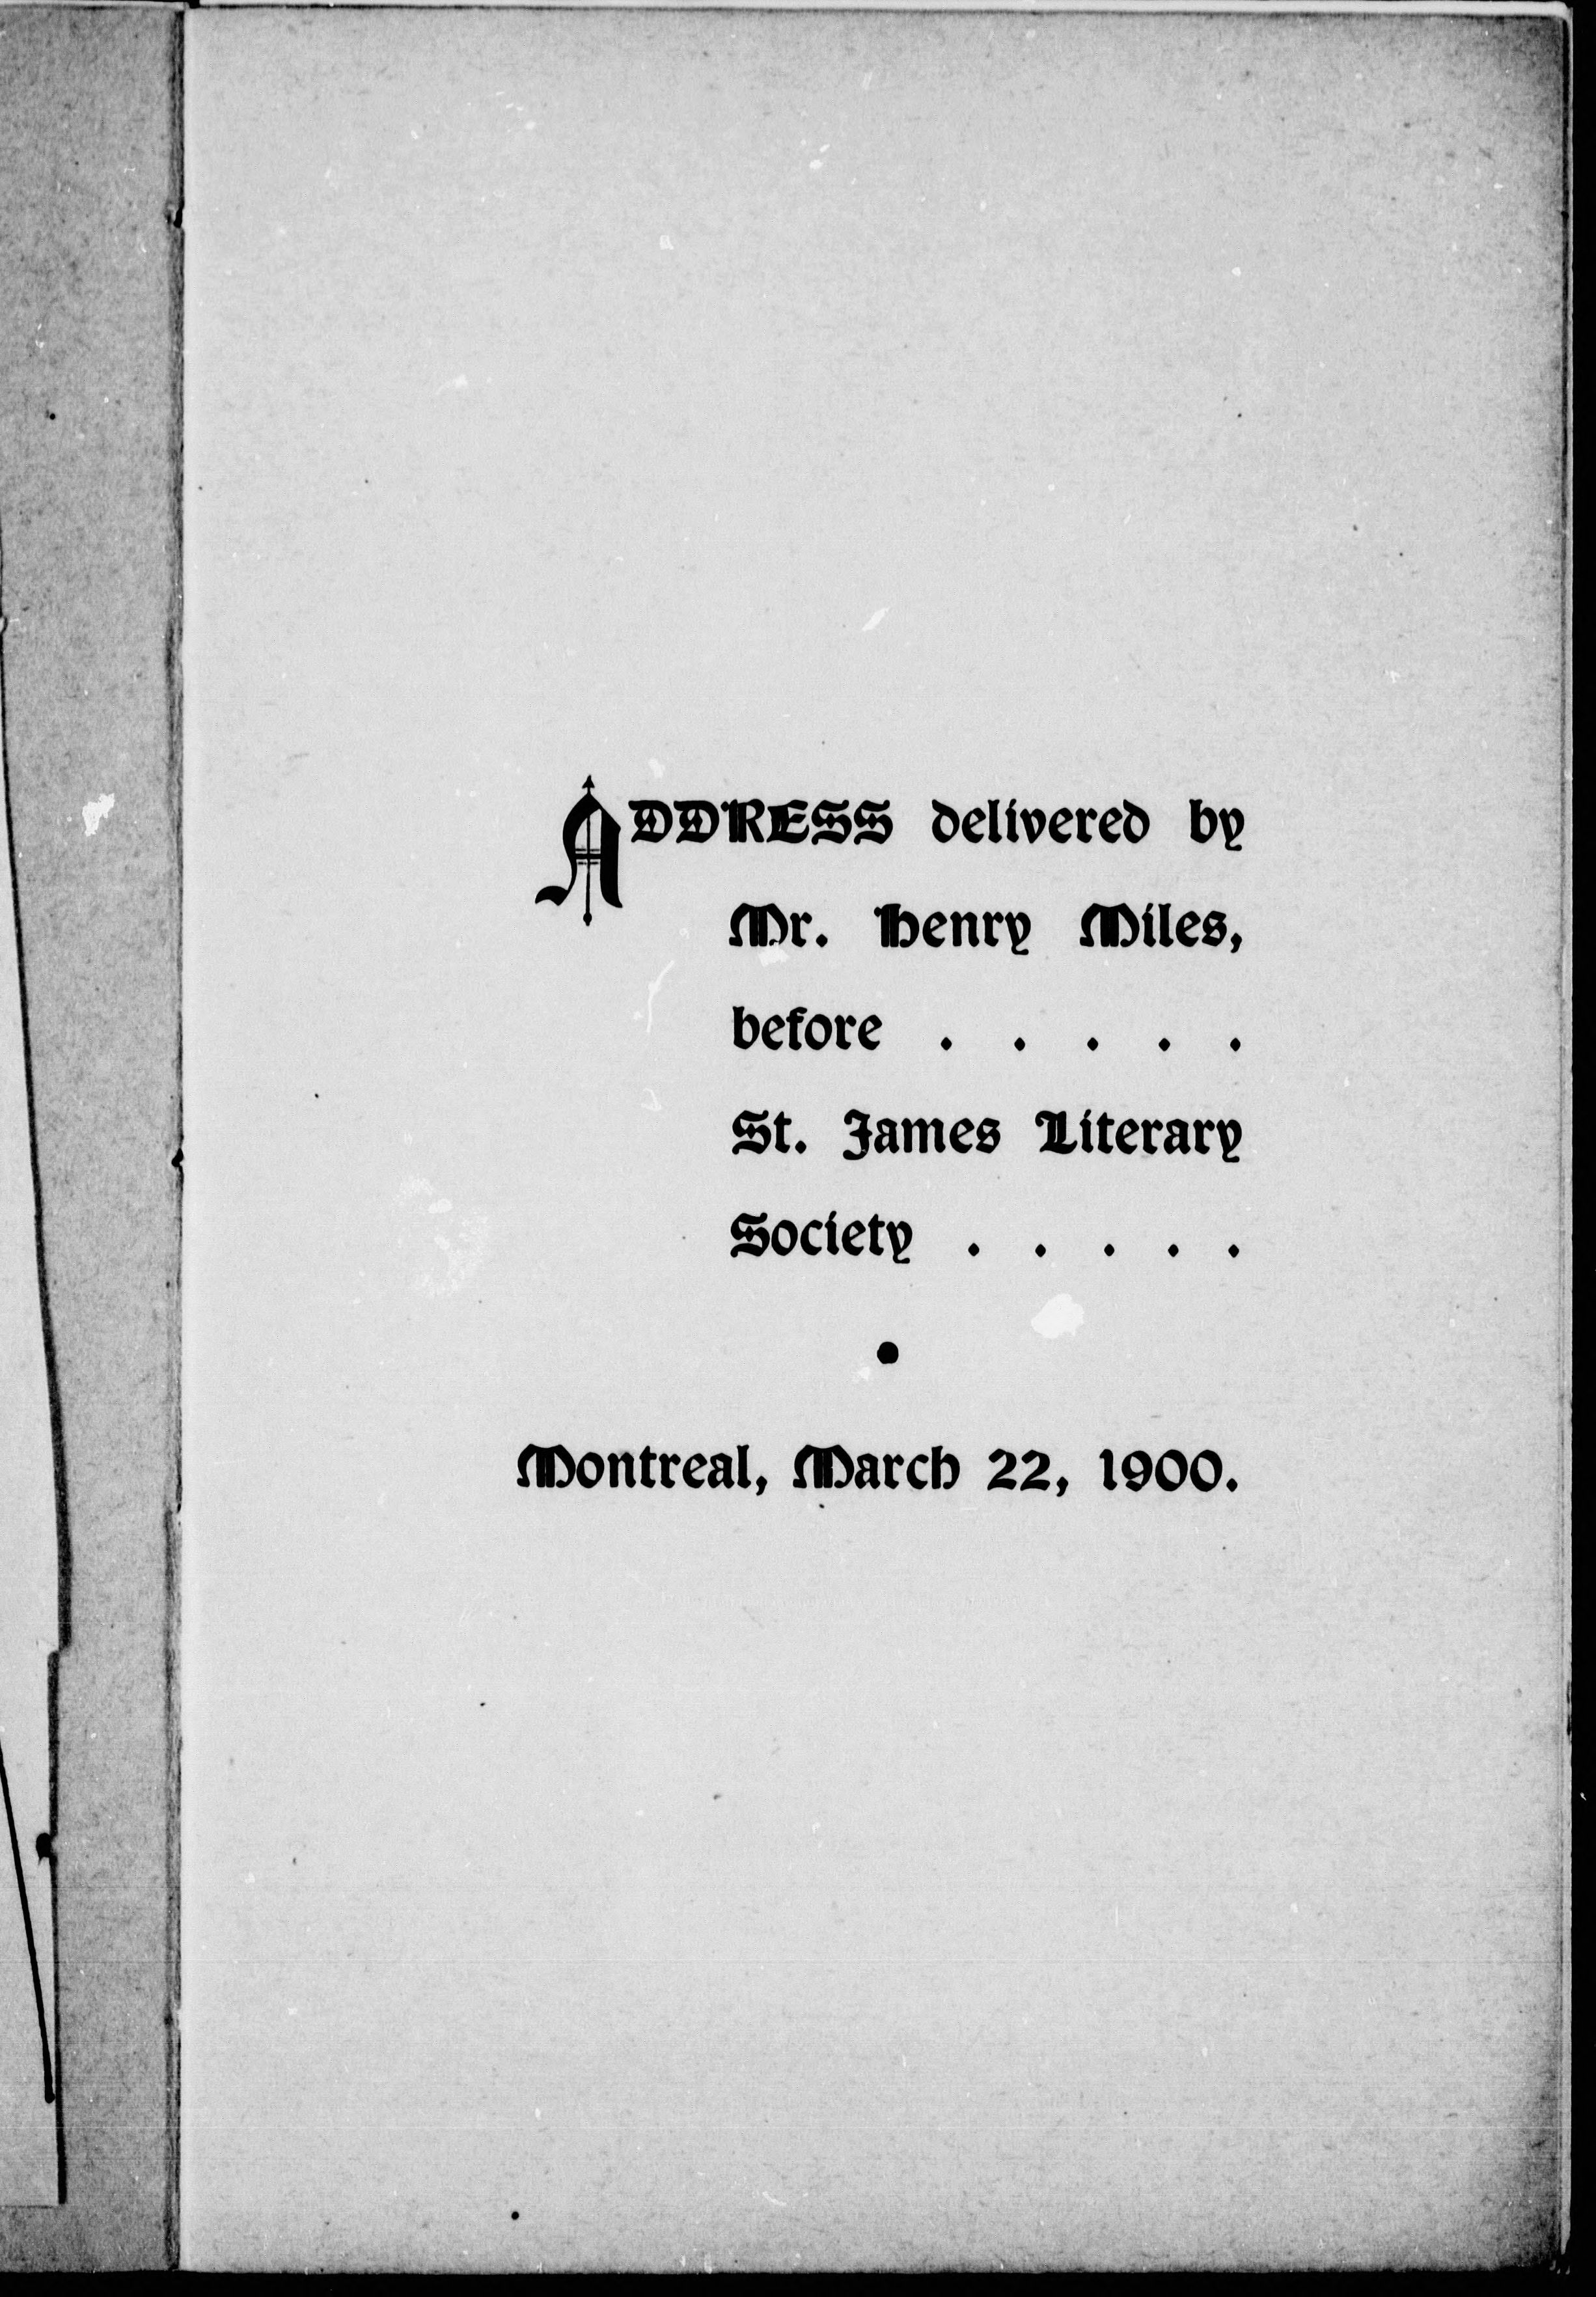 ADDRESS delivered by
Mr. Henry Miles,
before . . . . .
St. James Literary
Society . . . . .
Montreal, March 22, 1900.